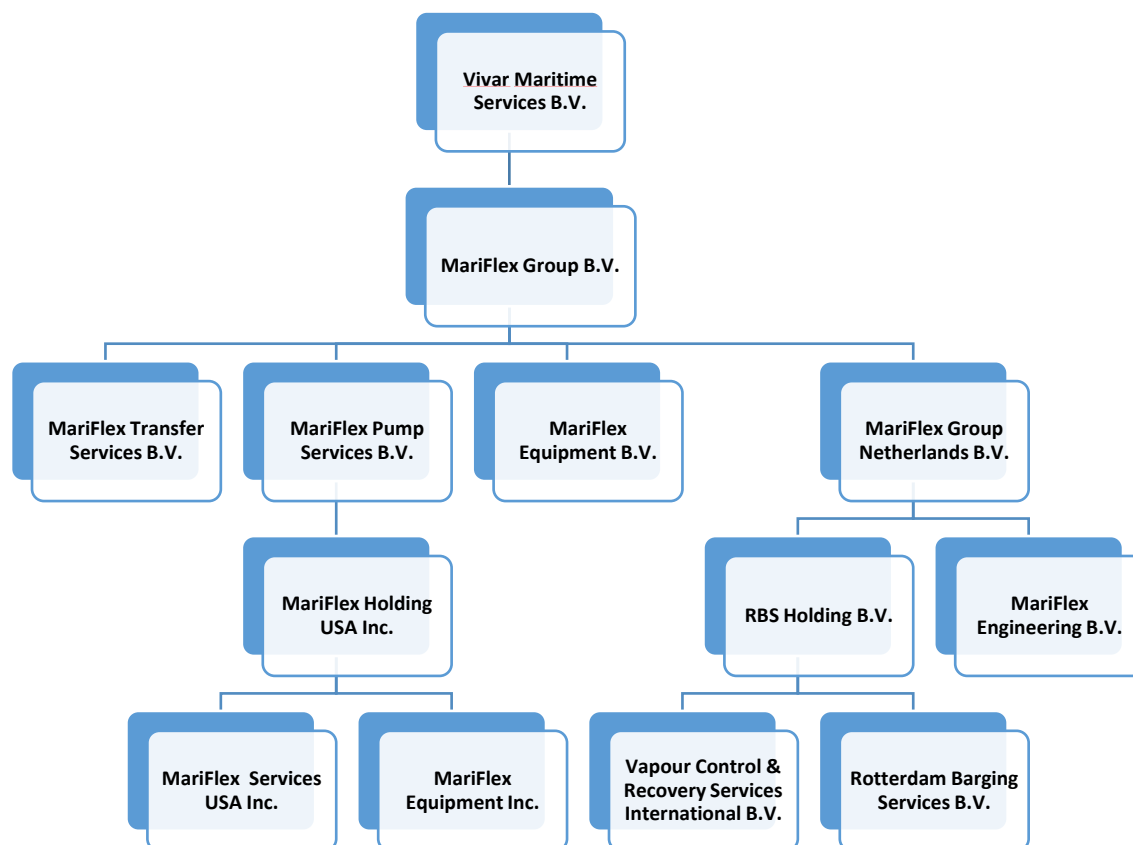 Vivar Maritime
Services B.V.
MariFlex Group B.V.
MariFlex Transfer
Services B.V.
MariFlex Pump
Services B.V.
MariFlex
Equipment B.V.
MariFlex Group
Netherlands B.V.
MariFlex Holding
USA Inc.
RBS Holding B.V.
MariFlex
Engineering B.V.
MariFlex Services
USA Inc.
MariFlex
Equipment Inc.
Vapour Control &
Recovery Services
International B.V.
Rotterdam Barging
Services B.V.